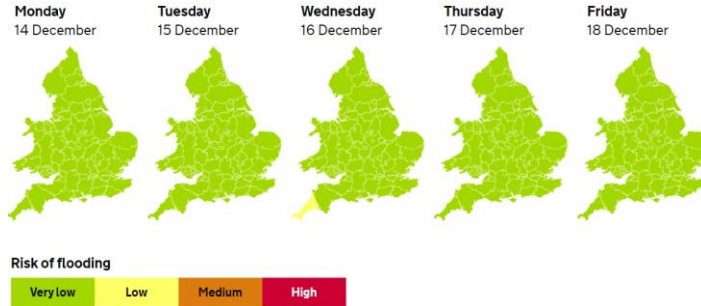 Monday
14 December
Tuesday
15 December
Wednesday
16 December
Thursday
17 December
Friday
18 December
Risk of flooding
Very low
Low
Medium
High